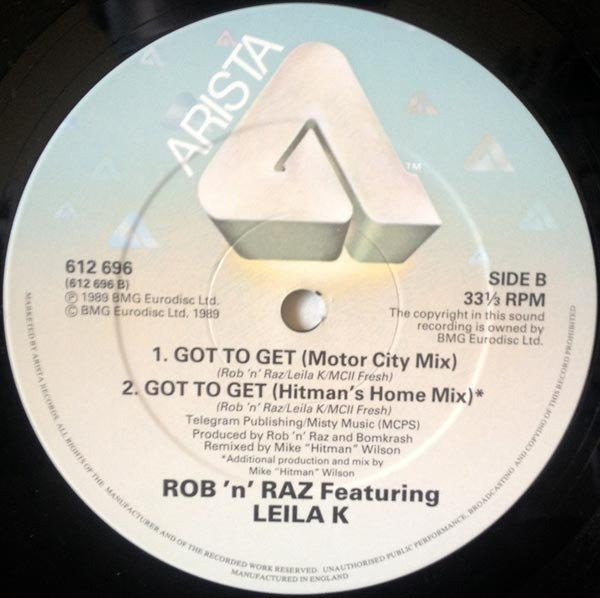 ARISTA
TM
612 696
(612 696 B)
℗ 1989 BMG Eurodisc Ltd.
© BMG Eurodisc Ltd. 1989
SIDE B
33⅓ RPM
The copyright in this sound
recording is owned by
BMG Eurodisc Ltd.
1. GOT TO GET (Motor City Mix)
(Rob 'n' Raz/Leila K/MCII Fresh)
2. GOT TO GET (Hitman's Home Mix)*
(Rob 'n' Raz/Leila K/MCII Fresh)
Telegram Publishing/Misty Music (MCPS)
Produced by Rob 'n' Raz and Bomkrash
Remixed by Mike "Hitman" Wilson
*Additional production and mix by
Mike "Hitman" Wilson
ROB 'n' RAZ Featuring
LEILA K
MARKETED BY ARISTA RECORDS. ALL RIGHTS OF THE MANUFACTURER AND OF THE RECORDED WORK RESERVED. UNAUTHORISED PUBLIC PERFORMANCE, BROADCASTING AND COPYING OF THIS RECORD PROHIBITED
MANUFACTURED IN ENGLAND